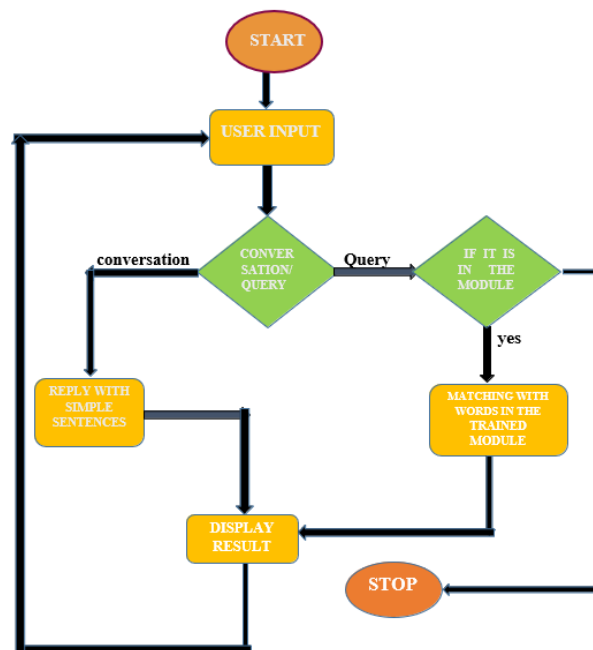 START
USER INPUT
conversation
CONVER
SATION/
QUERY
Query
IF IT IS
IN THE
MODULE
yes
REPLY WITH
SIMPLE
SENTENCES
MATCHING WITH
WORDS IN THE
TRAINED
MODULE
DISPLAY
RESULT
STOP